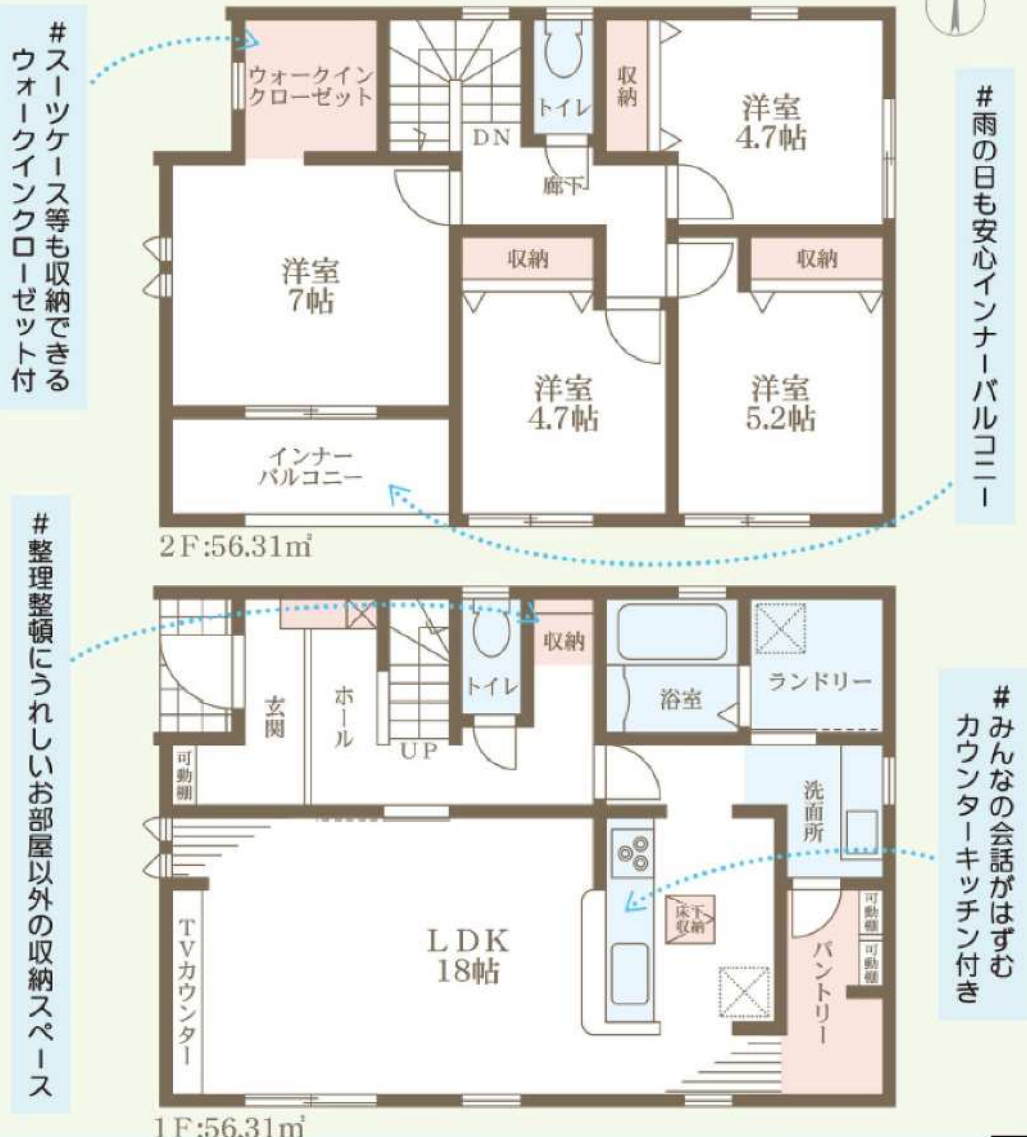 #スーツケース等も収納できる
ウォークインクローゼット付
ウォークイン
クローゼット
DN
トイレ
収納
洋室
4.7帖
廊下
洋室
7帖
収納
収納
洋室
4.7帖
洋室
5.2帖
インナー
バルコニー
2F:56.31㎡
#雨の日も安心インナーバルコニー
#整理整頓にうれしいお部屋以外の収納スペース
玄関
ホール
UP
トイレ
収納
浴室
ランドリー
可動棚
洗面所
LDK
18帖
TVカウンター
床下
収納
パントリー
可動棚
可動棚
1F:56.31㎡
#みんなの会話がはずむ
カウンターキッチン付き